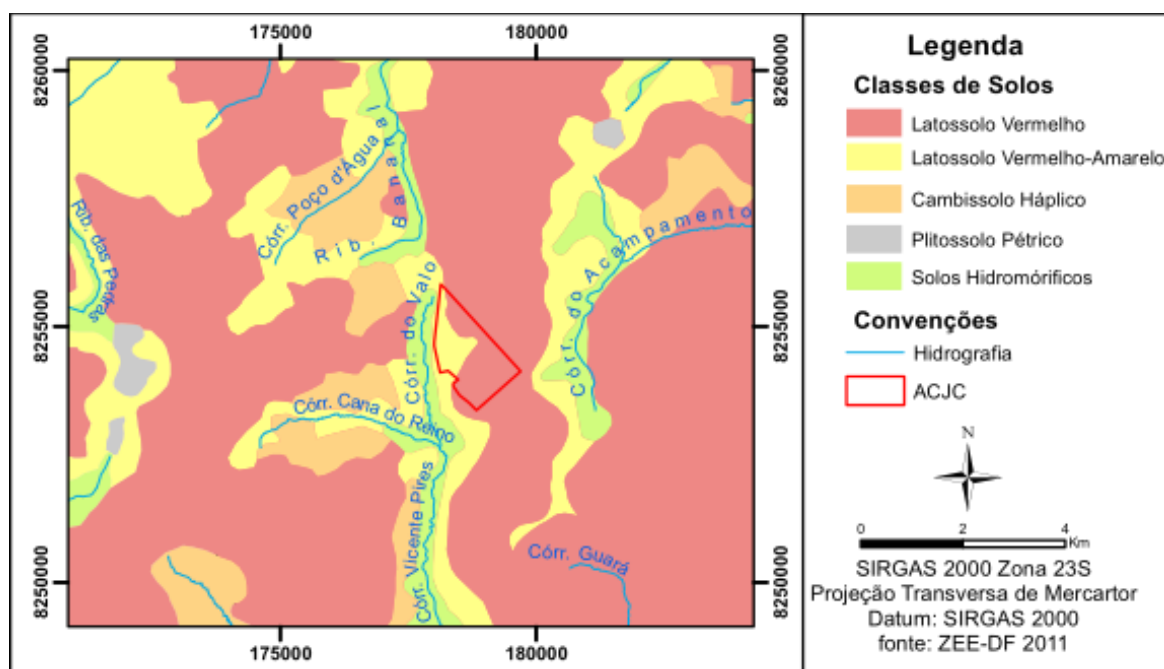 175000
180000
8260000
8260000
8255000
8255000
8250000
8250000
175000
180000
Córr. Poço d'Água
Rib. Bananal
Rib. das Pedras
Córr. do Valo
Córr. do Acampamento
Córr. Cana do Reino
Córr. Vicente Pires
Córr. Guará
Legenda
Classes de Solos
Latossolo Vermelho
Latossolo Vermelho-Amarelo
Cambissolo Háplico
Plitossolo Pétrico
Solos Hidromórificos
Convenções
Hidrografia
ACJC
N
0 2 4
Km
SIRGAS 2000 Zona 23S
Projeção Transversa de Mercartor
Datum: SIRGAS 2000
fonte: ZEE-DF 2011